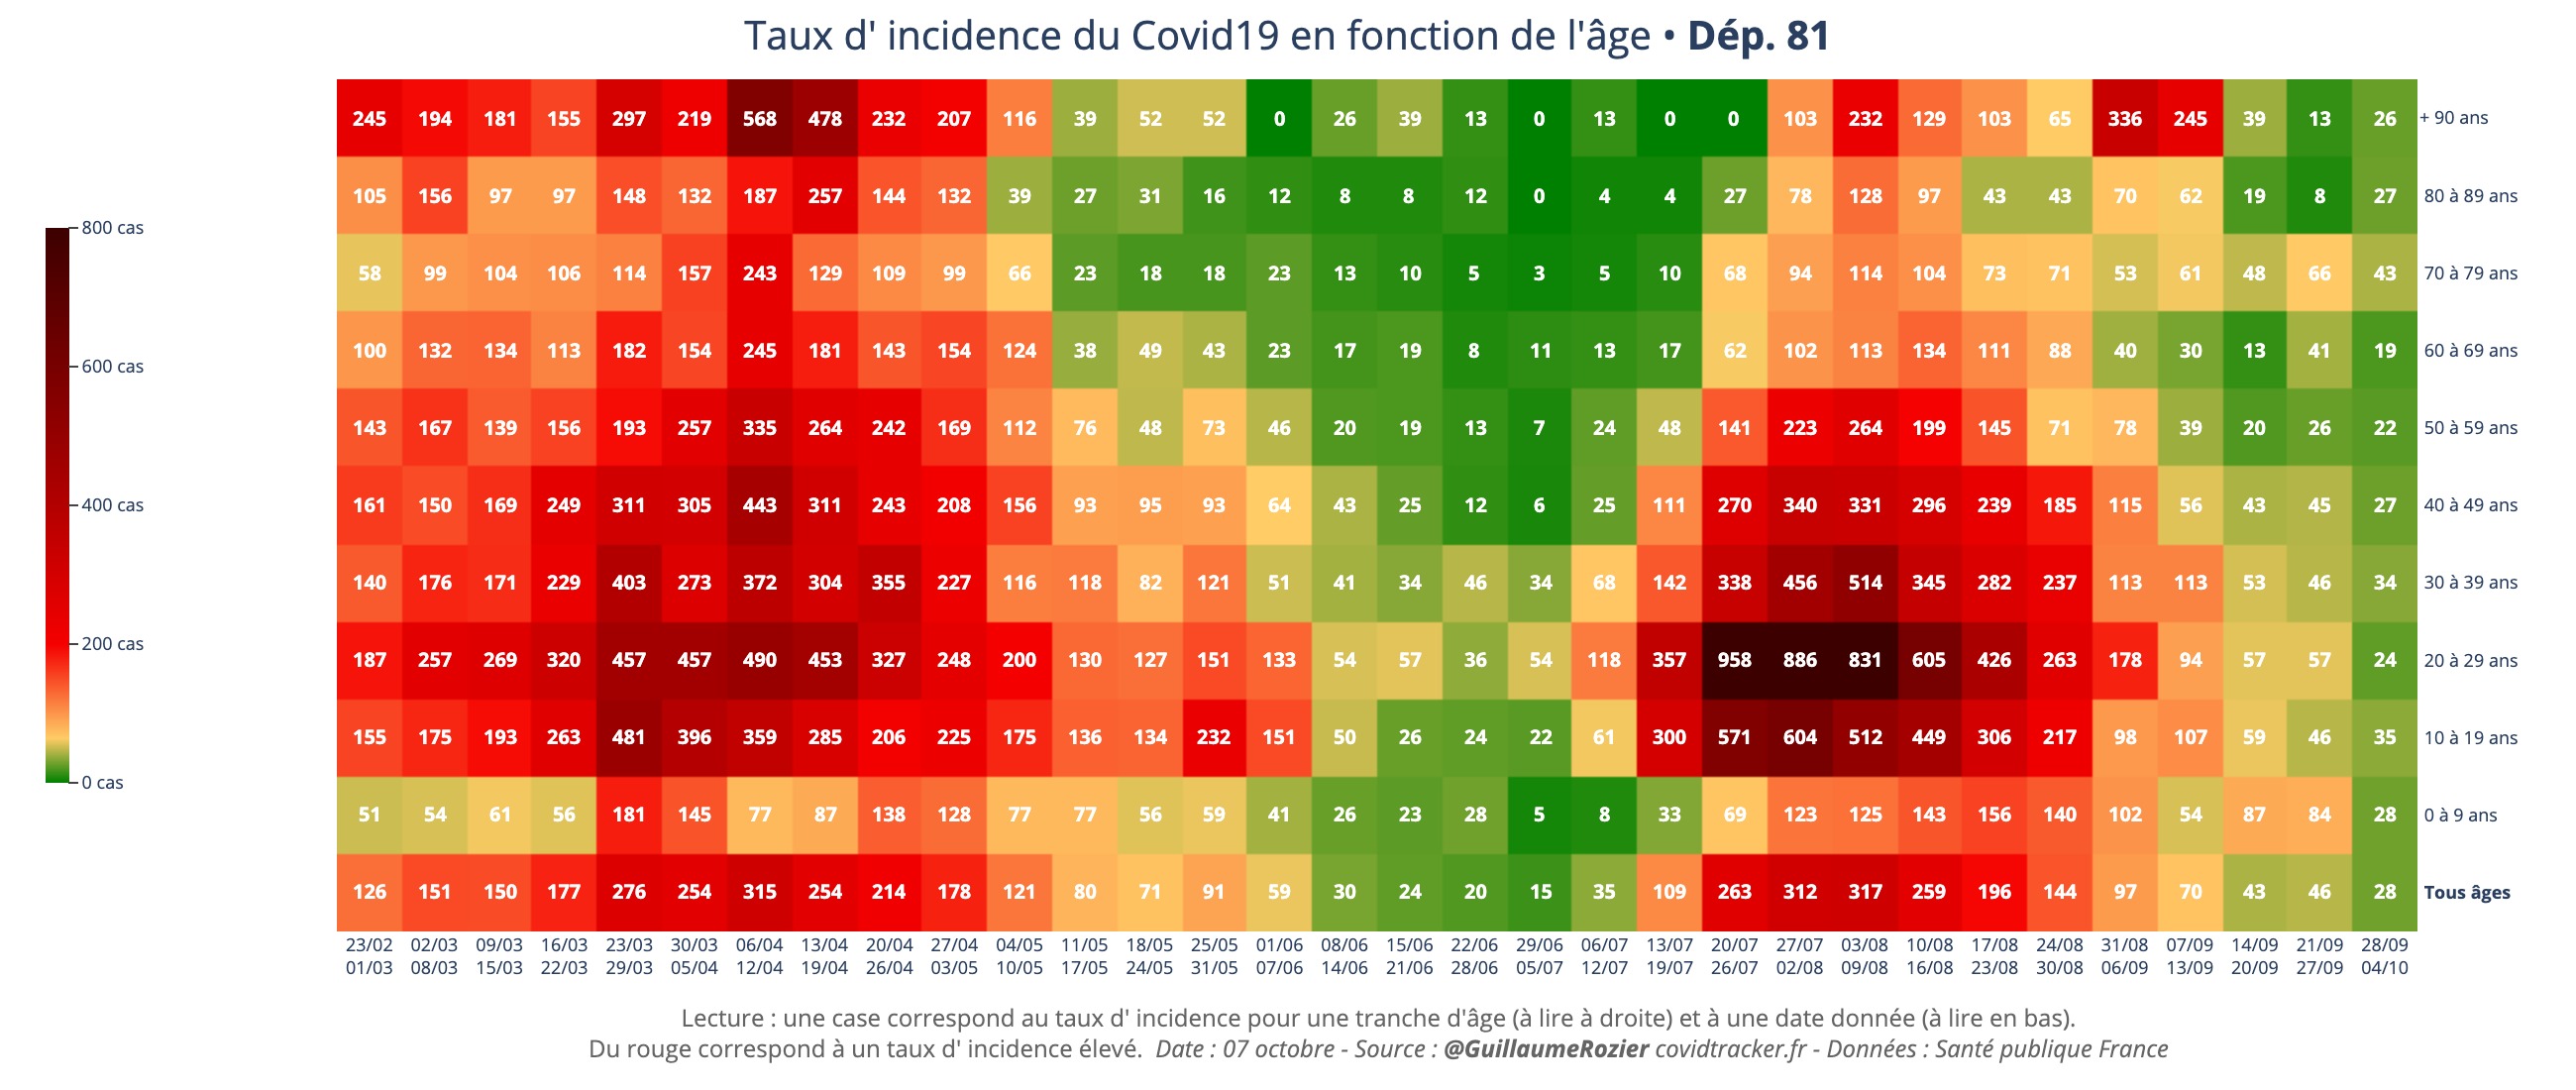 Taux d' incidence du Covid19 en fonction de l'âge • Dép. 81
800 cas
600 cas
400 cas
200 cas
0 cas
245 194 181 155 297 219 568 478 232 207 116 39 52 52 0 26 39 13 0 13 0 0 103 232 129 103 65 336 245 39 13 26 + 90 ans
105 156 97 97 148 132 187 257 144 132 39 27 31 16 12 8 8 12 0 4 4 27 78 128 97 43 43 70 62 19 8 27 80 à 89 ans
58 99 104 106 114 157 243 129 109 99 66 23 18 18 23 13 10 5 3 5 10 68 94 114 104 73 71 53 61 48 66 43 70 à 79 ans
100 132 134 113 182 154 245 181 143 154 124 38 49 43 23 17 19 8 11 13 17 62 102 113 134 111 88 40 30 13 41 19 60 à 69 ans
143 167 139 156 193 257 335 264 242 169 112 76 48 73 46 20 19 13 7 24 48 141 223 264 199 145 71 78 39 20 26 22 50 à 59 ans
161 150 169 249 311 305 443 311 243 208 156 93 95 93 64 43 25 12 6 25 111 270 340 331 296 239 185 115 56 43 45 27 40 à 49 ans
140 176 171 229 403 273 372 304 355 227 116 118 82 121 51 41 34 46 34 68 142 338 456 514 345 282 237 113 113 53 46 34 30 à 39 ans
187 257 269 320 457 457 490 453 327 248 200 130 127 151 133 54 57 36 54 118 357 958 886 831 605 426 263 178 94 57 57 24 20 à 29 ans
155 175 193 263 481 396 359 285 206 225 175 136 134 232 151 50 26 24 22 61 300 571 604 512 449 306 217 98 107 59 46 35 10 à 19 ans
51 54 61 56 181 145 77 87 138 128 77 77 56 59 41 26 23 28 5 8 33 69 123 125 143 156 140 102 54 87 84 28 0 à 9 ans
126 151 150 177 276 254 315 254 214 178 121 80 71 91 59 30 24 20 15 35 109 263 312 317 259 196 144 97 70 43 46 28 Tous âges
23/02 02/03 09/03 16/03 23/03 30/03 06/04 13/04 20/04 27/04 04/05 11/05 18/05 25/05 01/06 08/06 15/06 22/06 29/06 06/07 13/07 20/07 27/07 03/08 10/08 17/08 24/08 31/08 07/09 14/09 21/09 28/09
01/03 08/03 15/03 22/03 29/03 05/04 12/04 19/04 26/04 03/05 10/05 17/05 24/05 31/05 07/06 14/06 21/06 28/06 05/07 12/07 19/07 26/07 02/08 09/08 16/08 23/08 30/08 06/09 13/09 20/09 27/09 04/10
Lecture : une case correspond au taux d' incidence pour une tranche d'âge (à lire à droite) et à une date donnée (à lire en bas).
Du rouge correspond à un taux d' incidence élevé. Date : 07 octobre - Source : @GuillaumeRozier covidtracker.fr - Données : Santé publique France